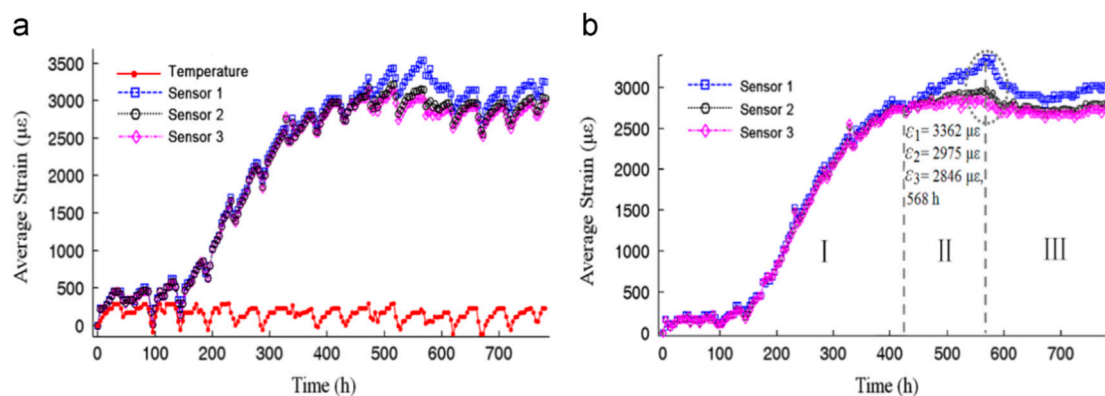 a
Average Strain (με)
3500
3000
2500
2000
1500
1000
500
0
Temperature
Sensor 1
Sensor 2
Sensor 3
0 100 200 300 400 500 600 700
Time (h)
b
Average Strain (με)
3000
2500
2000
1500
1000
500
0
Sensor 1
Sensor 2
Sensor 3
ε1= 3362 με
ε2= 2975 με
ε3= 2846 με,
568 h
I II III
0 100 200 300 400 500 600 700
Time (h)